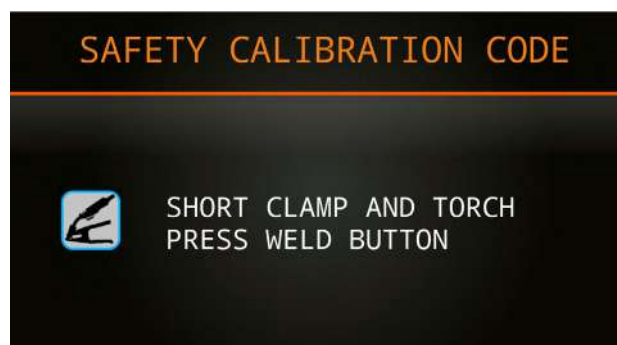 SAFETY CALIBRATION CODE
SHORT CLAMP AND TORCH
PRESS WELD BUTTON